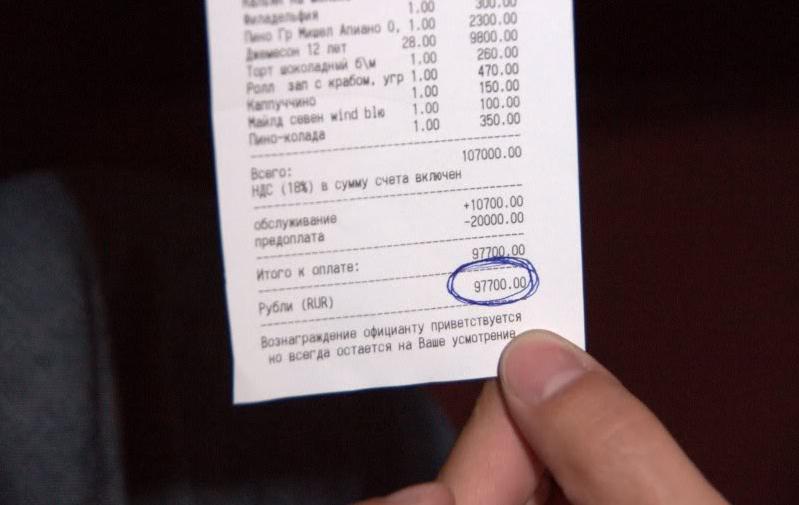 Филадельфия 1.00 300.00
Пино Гр Мишел Апиано 0, 1.00 2300.00
Джемесон 12 лет 28.00 9800.00
Торт шоколадный б\м 1.00 260.00
Ролл зап с крабом, угр 1.00 470.00
Каппуччино 1.00 150.00
Майлд севен wind blю 1.00 100.00
Пино-колада 1.00 350.00
Всего: 107000.00
НДС (18%) в сумму счета включен
обслуживание +10700.00
предоплата -20000.00
Итого к оплате: 97700.00
Рубли (RUR) 97700.00
Вознаграждение официанту приветствуется
но всегда остается на Ваше усмотрение